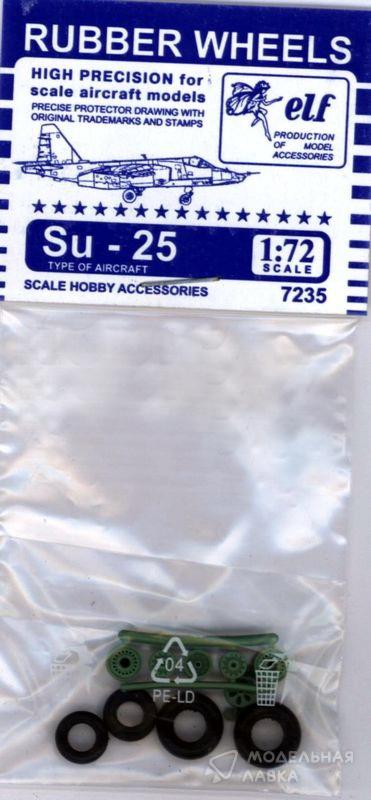 RUBBER WHEELS
HIGH PRECISION for
scale aircraft models
PRECISE PROTECTOR DRAWING WITH
ORIGINAL TRADEMARKS AND STAMPS
elf
PRODUCTION
OF MODEL
ACCESSORIES
Su - 25
TYPE OF AIRCRAFT
1:72
SCALE
SCALE HOBBY ACCESSORIES
7235
04
PE-LD
МОДЕЛЬНАЯ
ЛАВКА